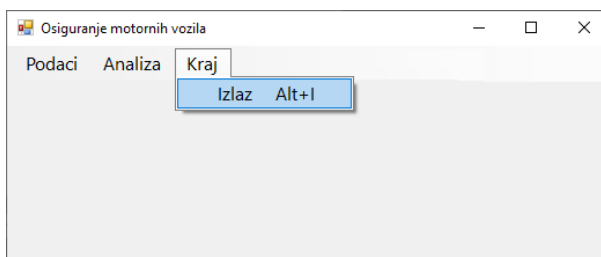 Osiguranje motornih vozila
Podaci Analiza Kraj
Izlaz Alt+I